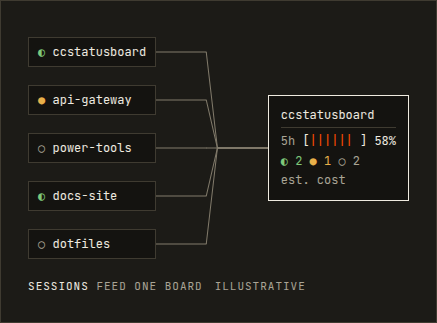 ◐ ccstatusboard
● api-gateway
○ power-tools
◐ docs-site
○ dotfiles
ccstatusboard
5h [|||||| ] 58%
◐ 2 ● 1 ○ 2
est. cost
SESSIONS FEED ONE BOARD ILLUSTRATIVE